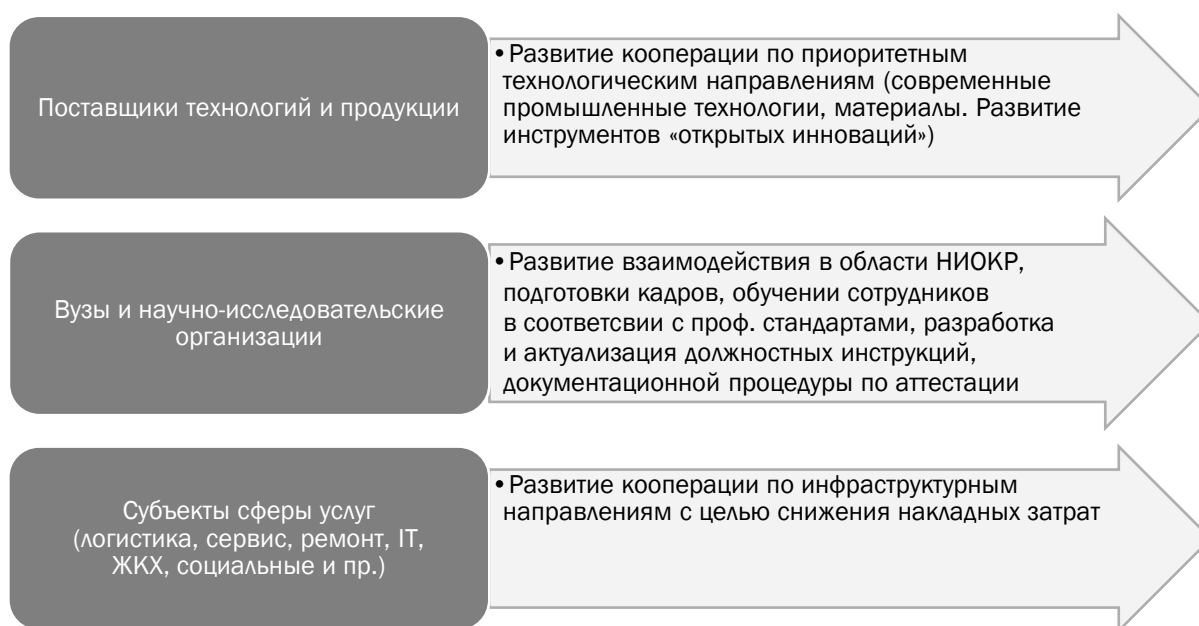 Поставщики технологий и продукции
•Развитие кооперации по приоритетным
технологическим направлениям (современные
промышленные технологии, материалы. Развитие
инструментов «открытых инноваций»)
Вузы и научно-исследовательские
организации
•Развитие взаимодействия в области НИОКР,
подготовки кадров, обучении сотрудников
в соответсвии с проф. стандартами, разработка
и актуализация должностных инструкций,
документационной процедуры по аттестации
Субъекты сферы услуг
(логистика, сервис, ремонт, IT,
ЖКХ, социальные и пр.)
•Развитие кооперации по инфраструктурным
направлениям с целью снижения накладных затрат